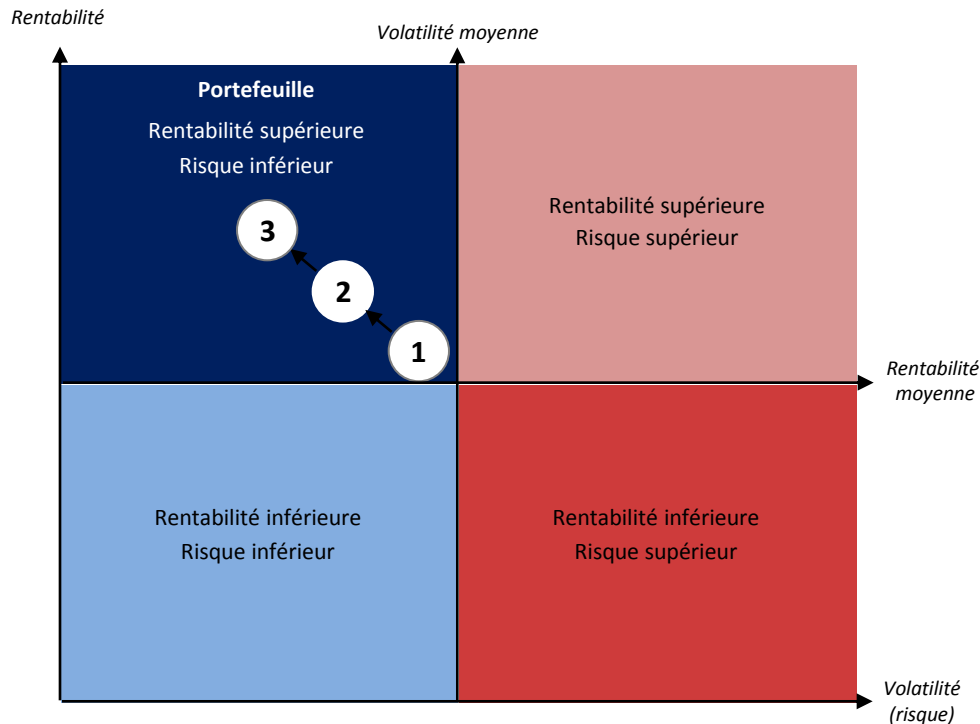 Rentabilité
Volatilité moyenne
Portefeuille
Rentabilité supérieure
Risque inférieur
Rentabilité supérieure
Risque supérieur
3
2
1
Rentabilité
moyenne
Rentabilité inférieure
Risque inférieur
Rentabilité inférieure
Risque supérieur
Volatilité
(risque)